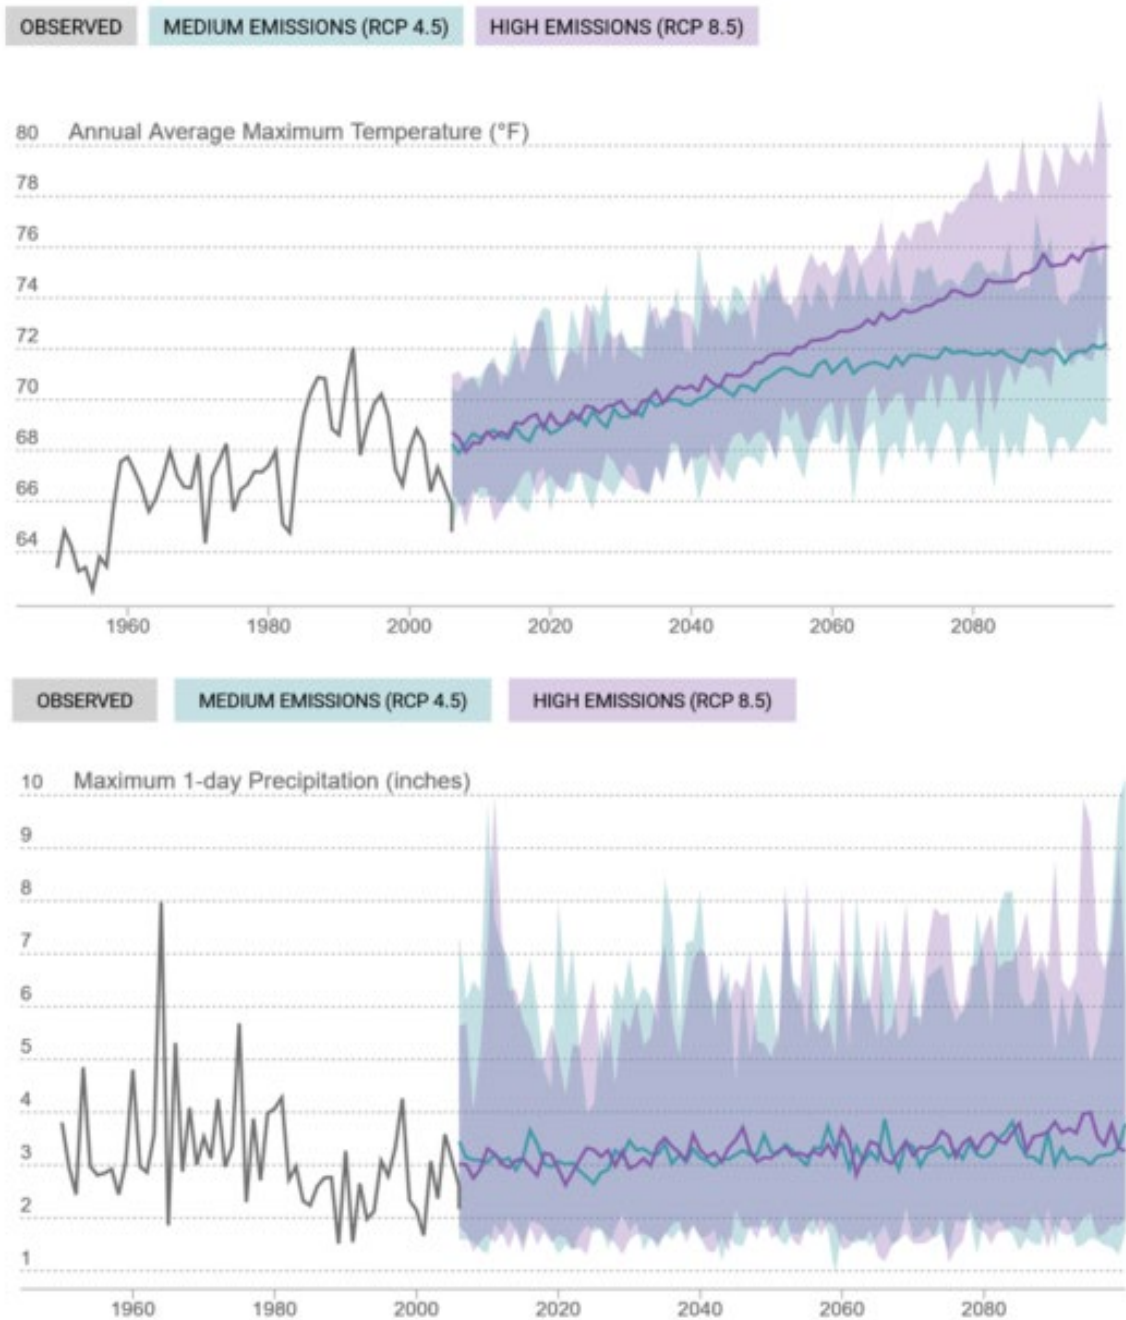 OBSERVED MEDIUM EMISSIONS (RCP 4.5) HIGH EMISSIONS (RCP 8.5)
80 Annual Average Maximum Temperature (°F)
78
76
74
72
70
68
66
64
1960 1980 2000 2020 2040 2060 2080
OBSERVED MEDIUM EMISSIONS (RCP 4.5) HIGH EMISSIONS (RCP 8.5)
10 Maximum 1-day Precipitation (inches)
9
8
7
6
5
4
3
2
1
1960 1980 2000 2020 2040 2060 2080